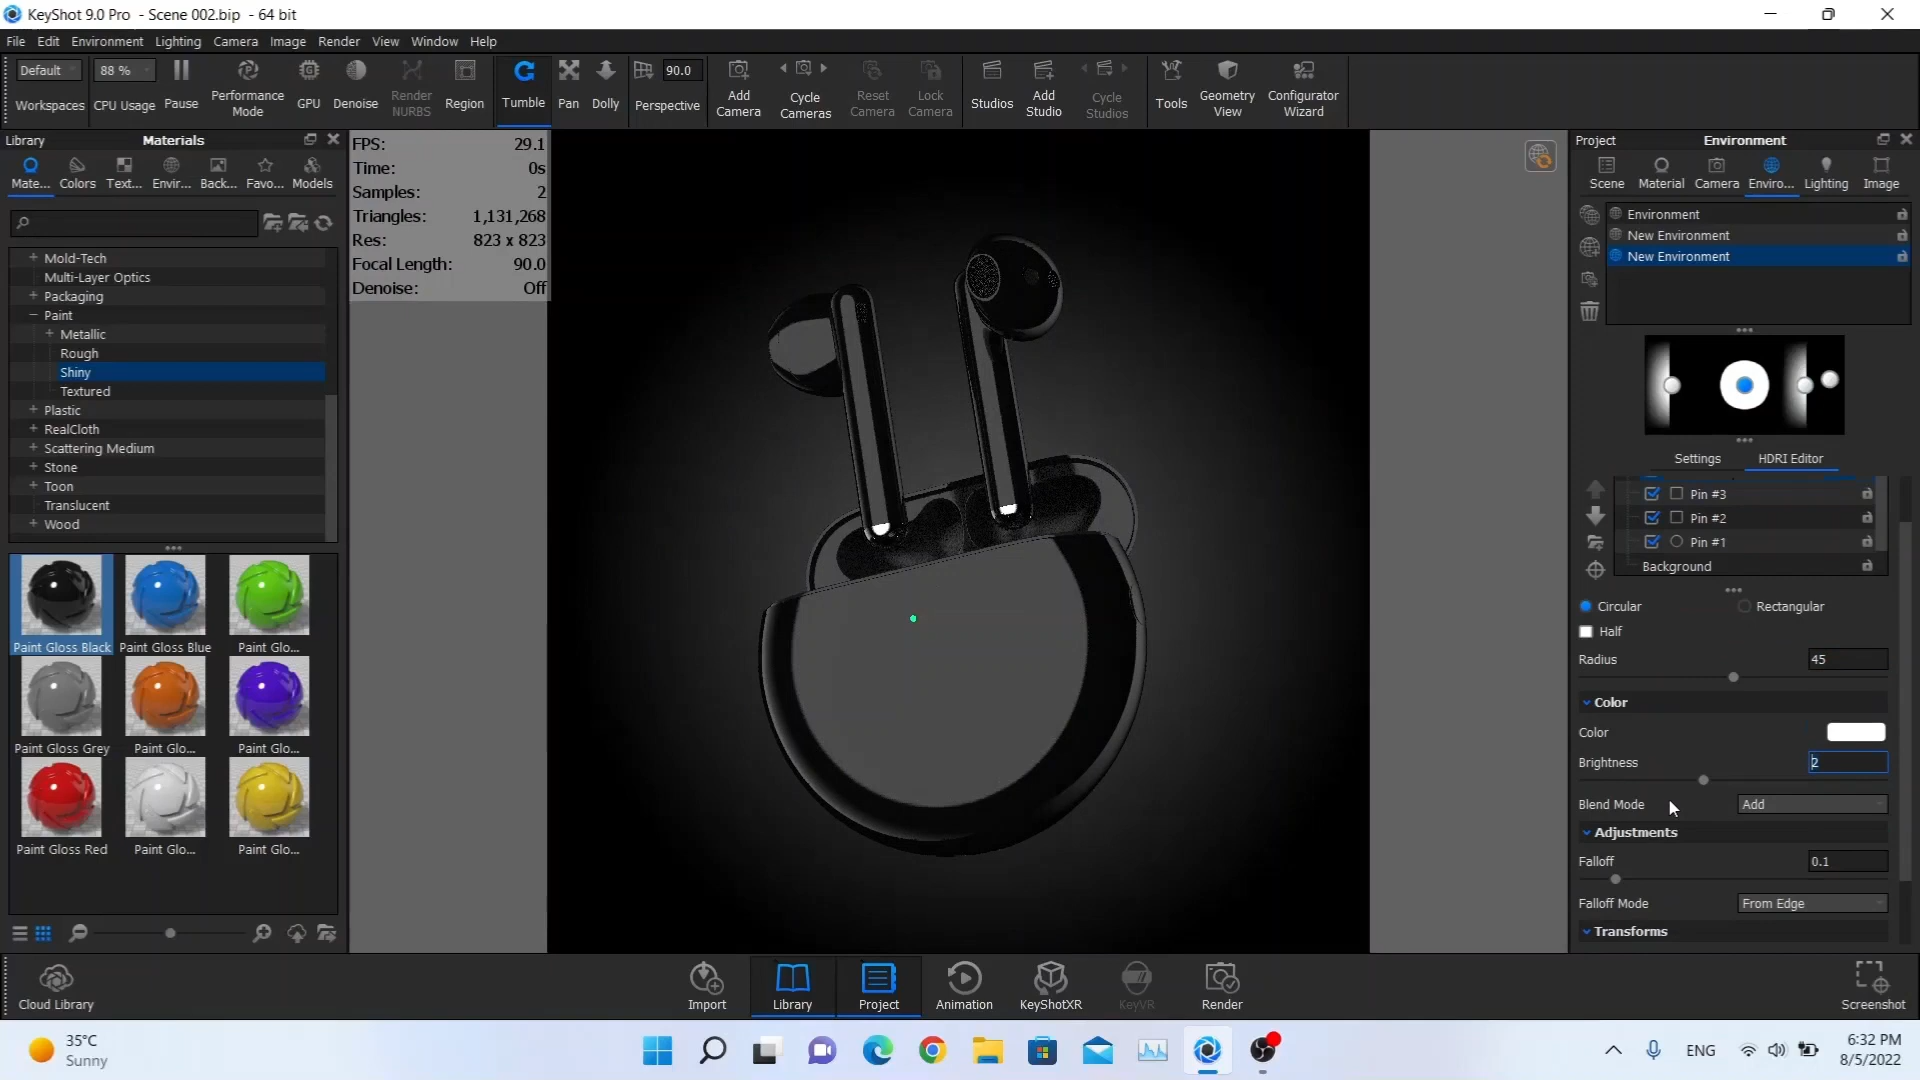 KeyShot 9.0 Pro - Scene 002.bip - 64 bit
File Edit Environment Lighting Camera Image Render View Window Help
Default 88 % 90.0
Workspaces CPU Usage Pause Performance Mode GPU Denoise Render NURBS Region Tumble Pan Dolly Perspective Add Camera Cycle Cameras Reset Camera Lock Camera Studios Add Studio Cycle Studios Tools Geometry View Configurator Wizard
Library Materials
Mate... Colors Text... Envir... Back... Favo... Models
Mold-Tech
Multi-Layer Optics
Packaging
Paint
Metallic
Rough
Shiny
Textured
Plastic
RealCloth
Scattering Medium
Stone
Toon
Translucent
Wood
Paint Gloss Black Paint Gloss Blue Paint Glo...
Paint Gloss Grey Paint Glo... Paint Glo...
Paint Gloss Red Paint Glo... Paint Glo...
FPS: 29.1
Time: 0s
Samples: 2
Triangles: 1,131,268
Res: 823 x 823
Focal Length: 90.0
Denoise: Off
Project Environment
Scene Material Camera Enviro... Lighting Image
Environment
New Environment
New Environment
Settings HDRI Editor
Pin #3
Pin #2
Pin #1
Background
Circular Rectangular
Half
Radius 45
Color
Color
Brightness 2
Blend Mode Add
Adjustments
Falloff 0.1
Falloff Mode From Edge
Transforms
Cloud Library Import Library Project Animation KeyShotXR KeyVR Render Screenshot
35°C
Sunny
ENG
6:32 PM
8/5/2022